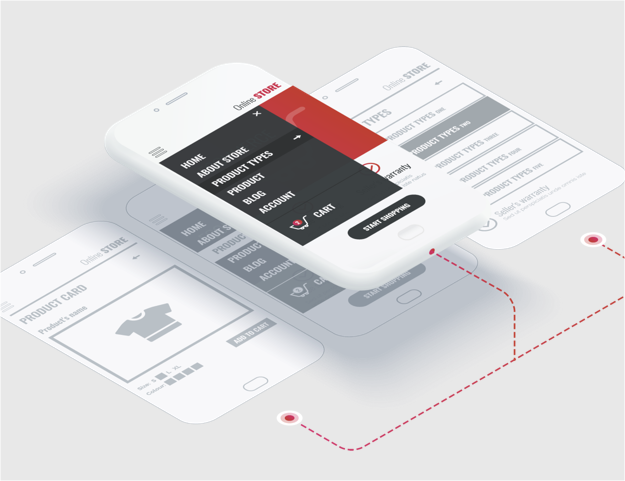 Online STORE
HOME
ABOUT STORE
PRODUCT TYPES
PRODUCT
BLOG
ACCOUNT
CART
warranty
START SHOPPING
Online STORE
TYPES
PRODUCT TYPES ONE
PRODUCT TYPES TWO
PRODUCT TYPES THREE
PRODUCT TYPES FOUR
PRODUCT TYPES FIVE
Seller's warranty
HOME
ABOUT S
PRODUC
PRODUC
BLOG
ACCOUN
CA
START SHOPPING
Online STORE
PRODUCT CARD
Product's name
ADD TO CART
Size: S L XL
Colour: